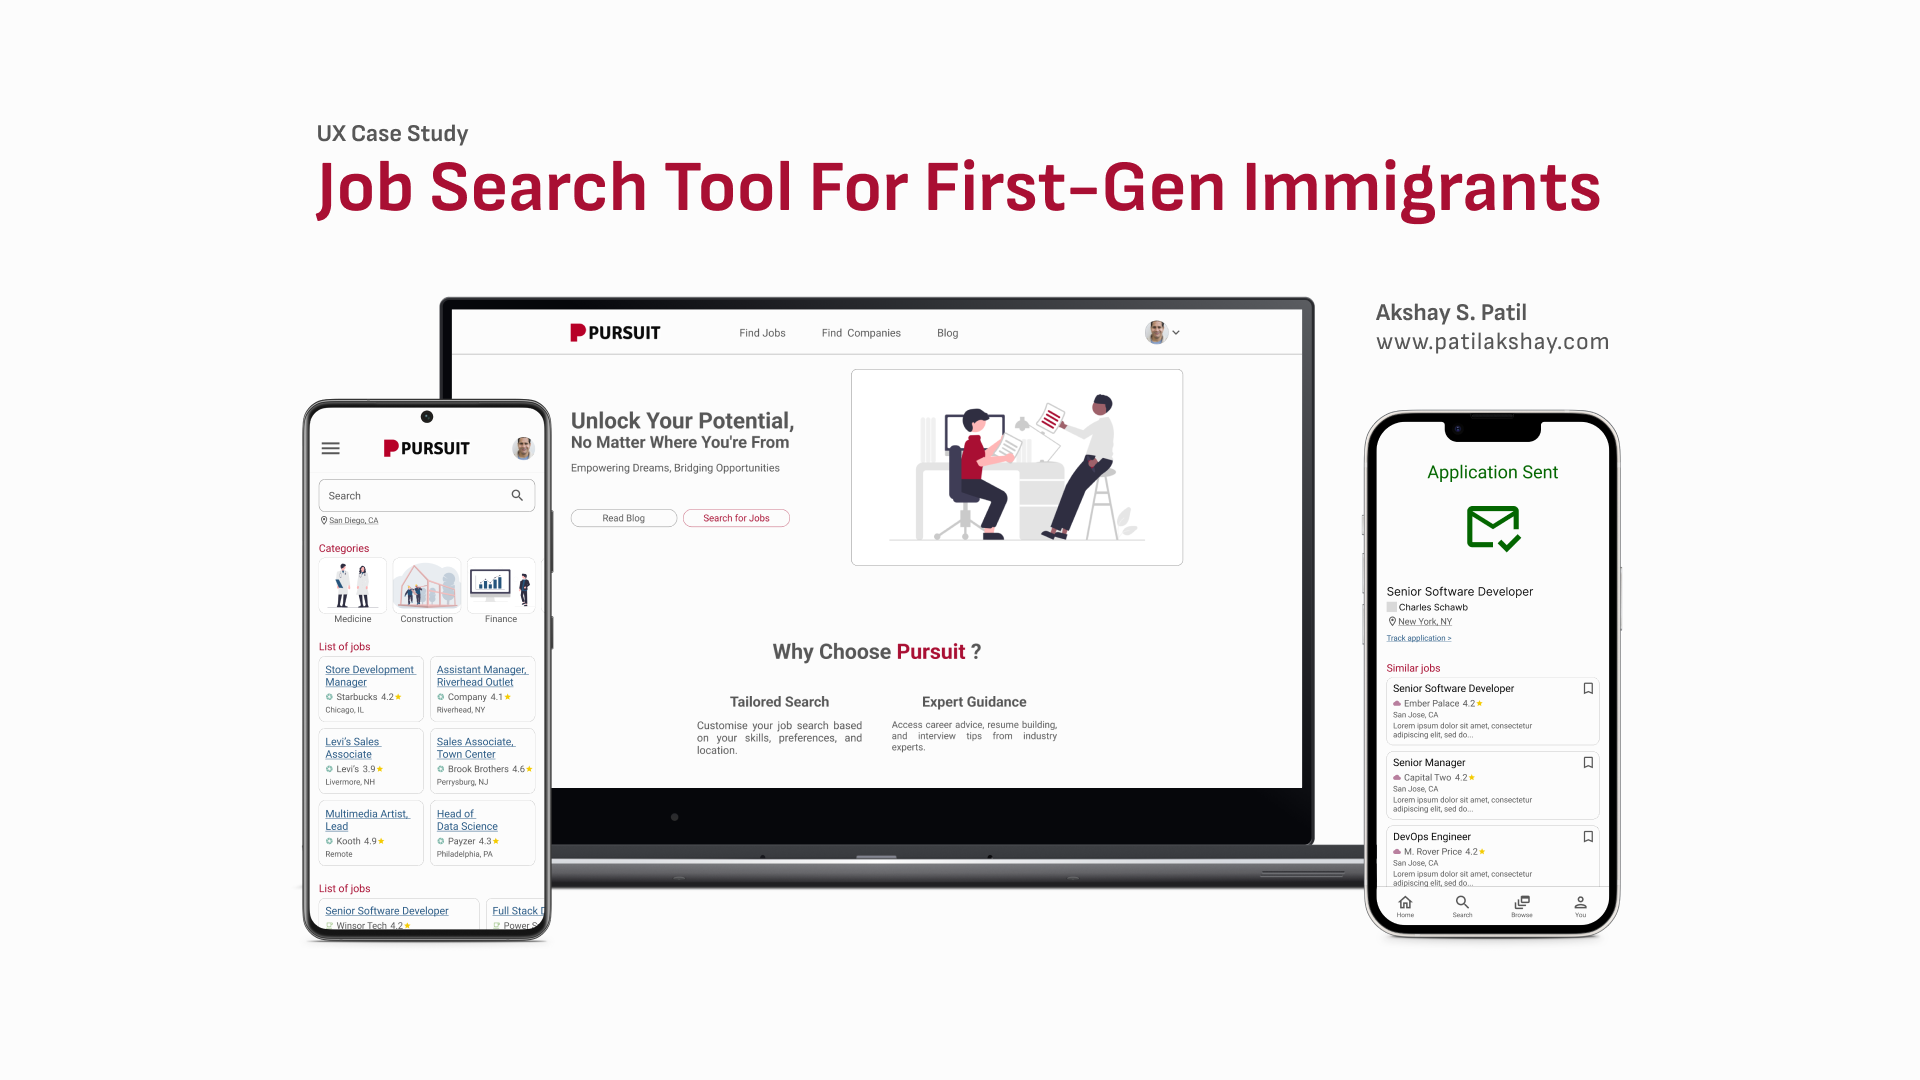 UX Case Study
Job Search Tool For First-Gen Immigrants
Akshay S. Patil
www.patilakshay.com
PURSUIT
Find Jobs
Find Companies
Blog
Unlock Your Potential,
No Matter Where You're From
Empowering Dreams, Bridging Opportunities
Read Blog
Search for Jobs
Why Choose Pursuit ?
Tailored Search
Customise your job search based
on your skills, preferences, and
location.
Expert Guidance
Access career advice, resume building,
and interview tips from industry
experts.
PURSUIT
Search
San Diego, CA
Categories
Medicine
Construction
Finance
List of jobs
Store Development
Manager
Starbucks 4.2
Chicago, IL
Assistant Manager,
Riverhead Outlet
Company 4.1
Riverhead, NY
Levi's Sales
Associate
Levi's 3.9
Livermore, NH
Sales Associate,
Town Center
Brook Brothers 4.6
Perrysburg, NJ
Multimedia Artist,
Lead
Kooth 4.9
Remote
Head of
Data Science
Payzer 4.3
Philadelphia, PA
List of jobs
Senior Software Developer
Winsor Tech 4.2
Full Stack
Power
Application Sent
Senior Software Developer
Charles Schawb
New York, NY
Track application >
Similar jobs
Senior Software Developer
Ember Palace 4.2
San Jose, CA
Lorem ipsum dolor sit amet, consectetur
adipiscing elit, sed do...
Senior Manager
Capital Two 4.2
San Jose, CA
Lorem ipsum dolor sit amet, consectetur
adipiscing elit, sed do...
DevOps Engineer
M. Rover Price 4.2
San Jose, CA
Lorem ipsum dolor sit amet, consectetur
adipiscing elit, sed do...
Home
Search
Browse
You